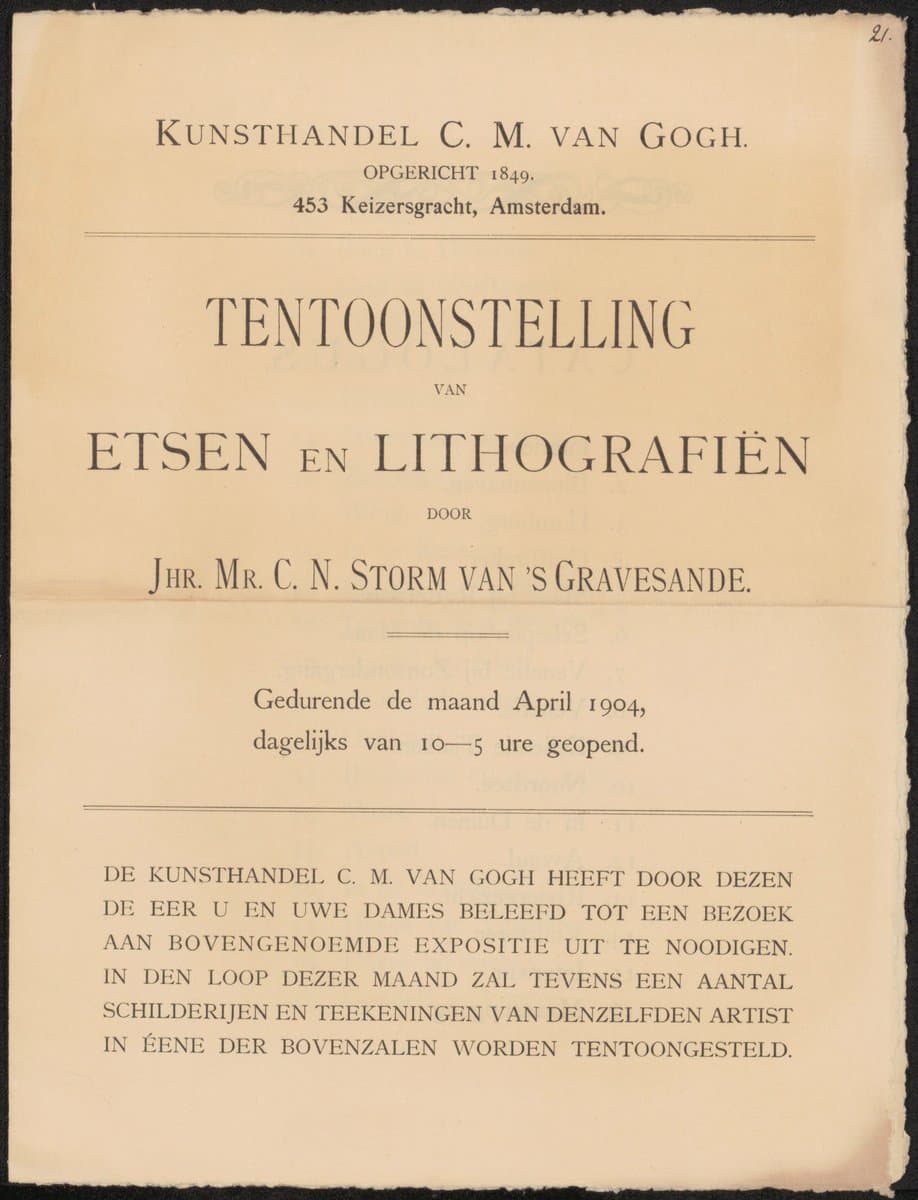 21.
KUNSTHANDEL C. M. VAN GOGH.
OPGERICHT 1849.
453 Keizersgracht, Amsterdam.
TENTOONSTELLING
VAN
ETSEN EN LITHOGRAFIËN
DOOR
JHR. MR. C. N. STORM VAN 'S GRAVESANDE.
Gedurende de maand April 1904,
dagelijks van 10—5 ure geopend.
DE KUNSTHANDEL C. M. VAN GOGH HEEFT DOOR DEZEN
DE EER U EN UWE DAMES BELEEFD TOT EEN BEZOEK
AAN BOVENGENOEMDE EXPOSITIE UIT TE NOODIGEN.
IN DEN LOOP DEZER MAAND ZAL TEVENS EEN AANTAL
SCHILDERIJEN EN TEEKENINGEN VAN DENZELFDEN ARTIST
IN ÉENE DER BOVENZALEN WORDEN TENTOONGESTELD.